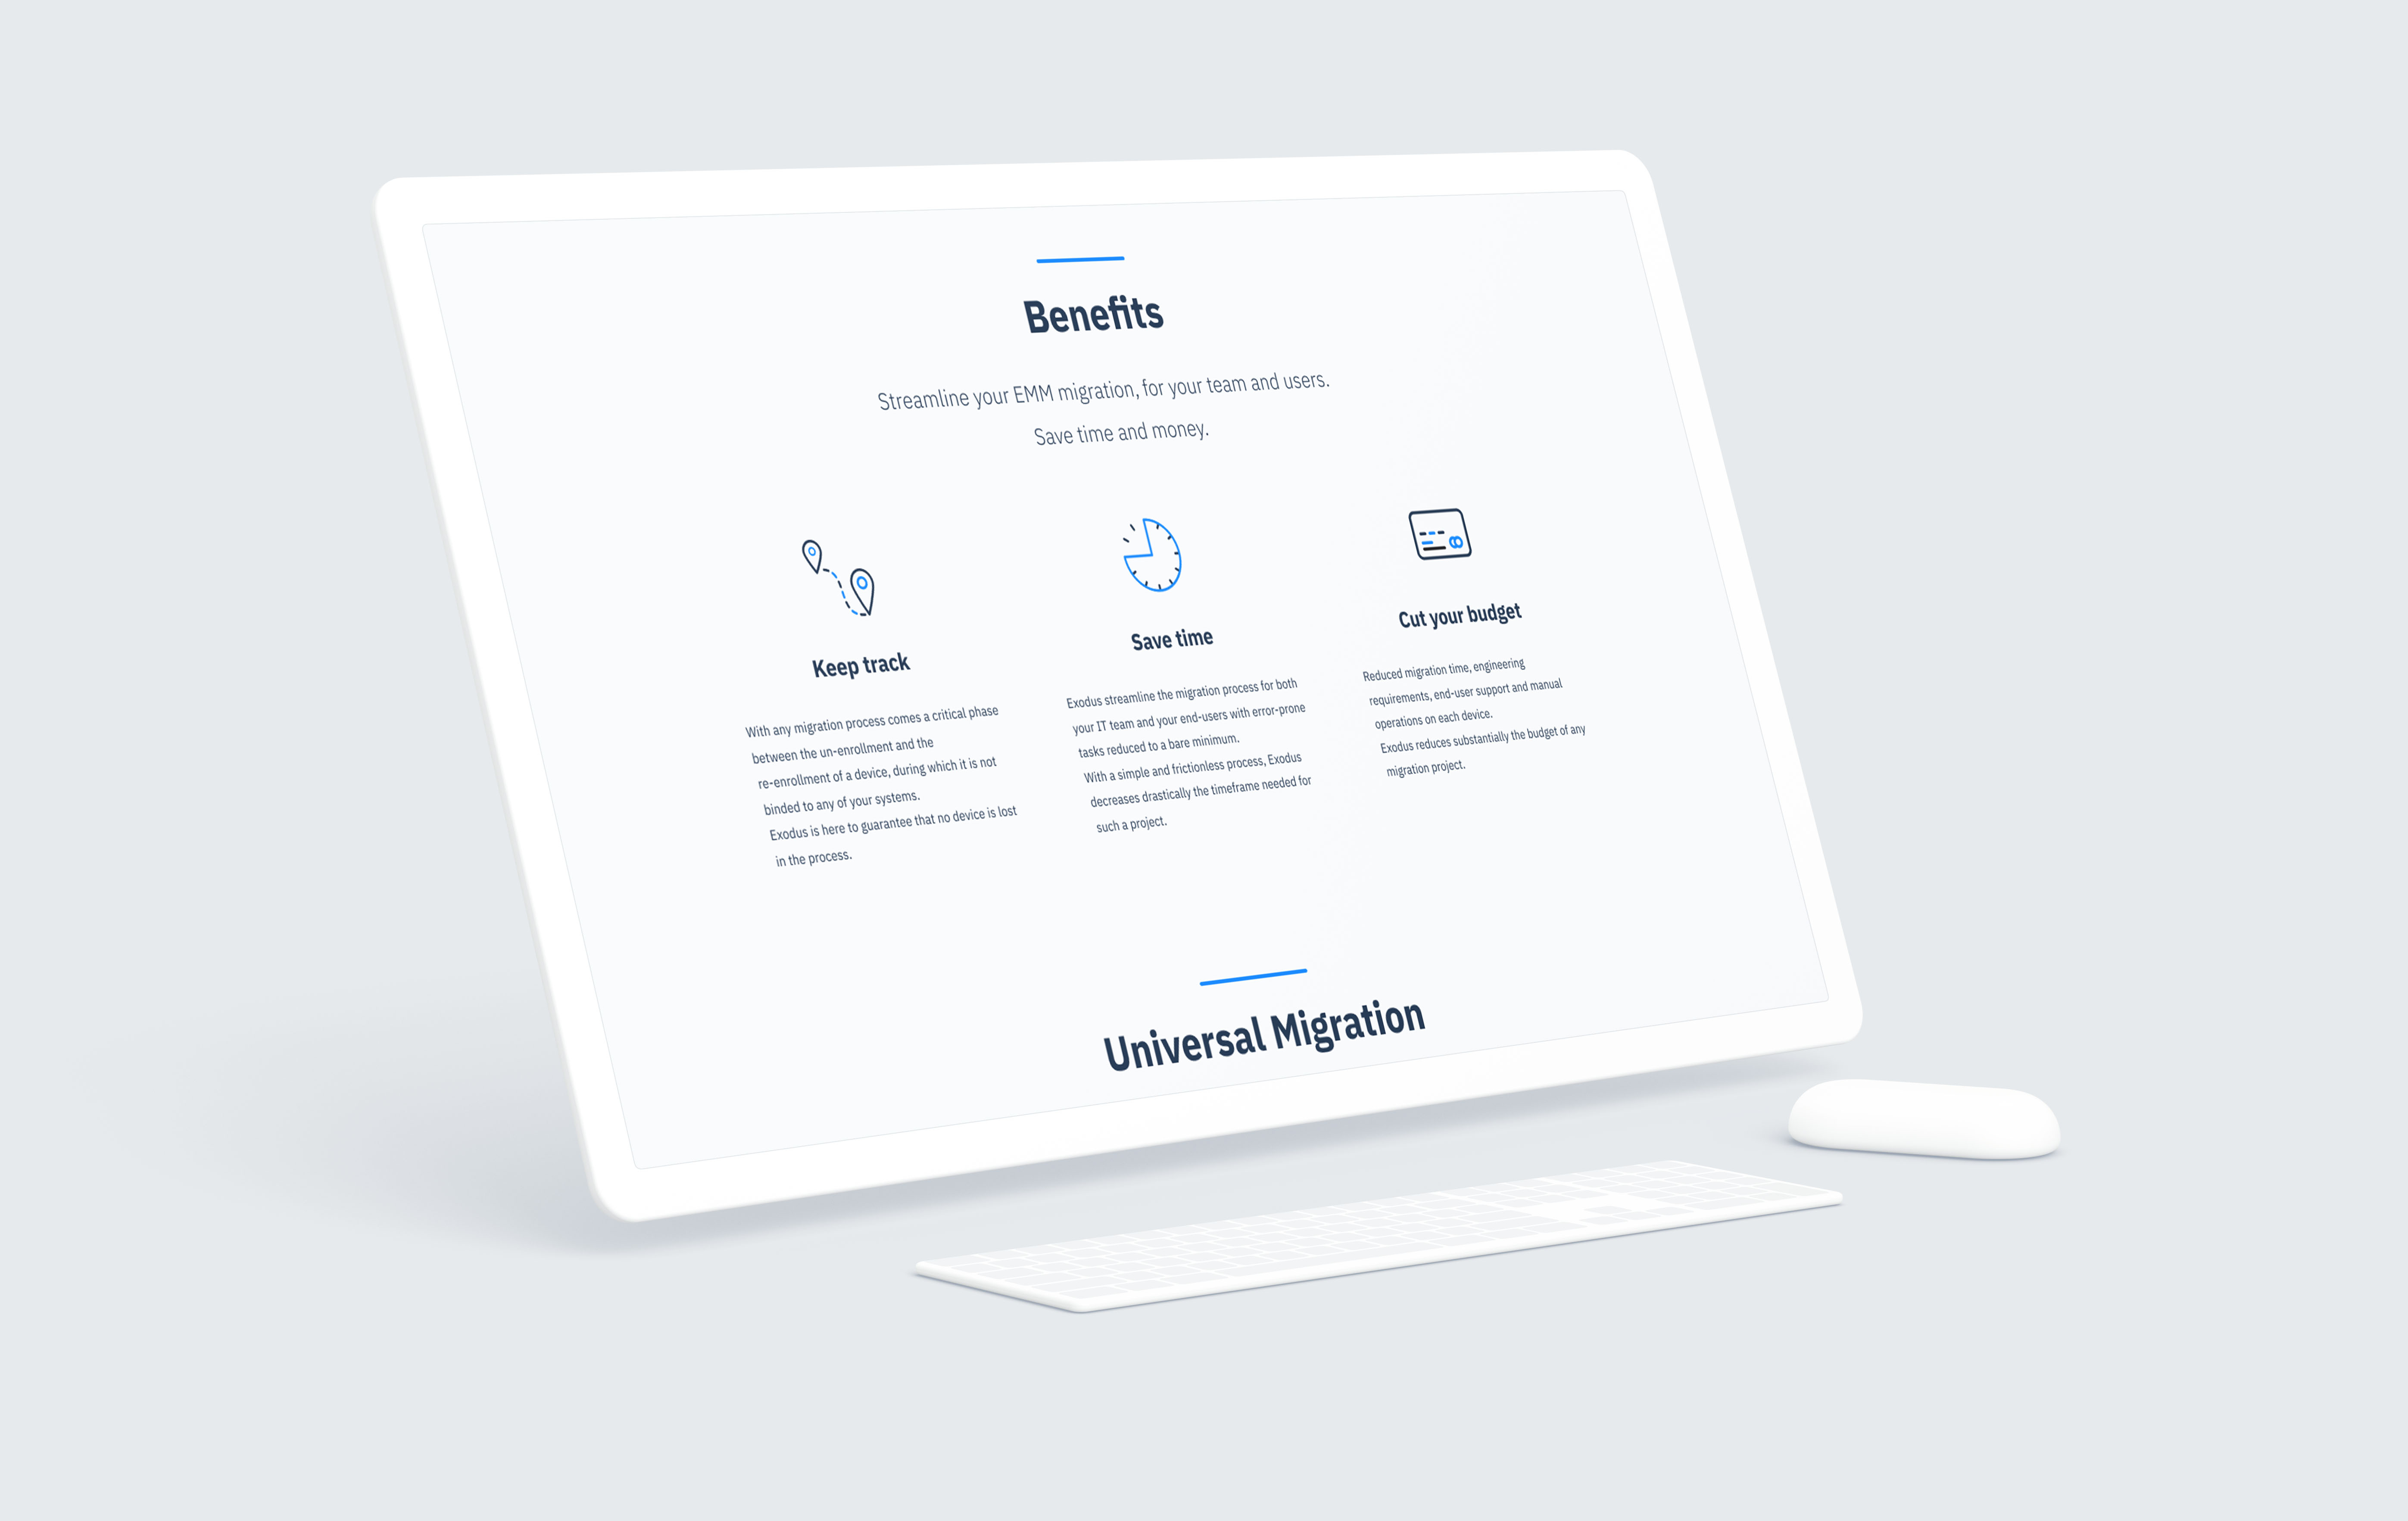 Benefits
Streamline your EMM migration, for your team and users.
Save time and money.
Keep track
With any migration process comes a critical phase
between the un-enrollment and the
re-enrollment of a device, during which it is not
binded to any of your systems.
Exodus is here to guarantee that no device is lost
in the process.
Save time
Exodus streamline the migration process for both
your IT team and your end-users with error-prone
tasks reduced to a bare minimum.
With a simple and frictionless process, Exodus
decreases drastically the timeframe needed for
such a project.
Cut your budget
Reduced migration time, engineering
requirements, end-user support and manual
operations on each device.
Exodus reduces substantially the budget of any
migration project.
Universal Migration